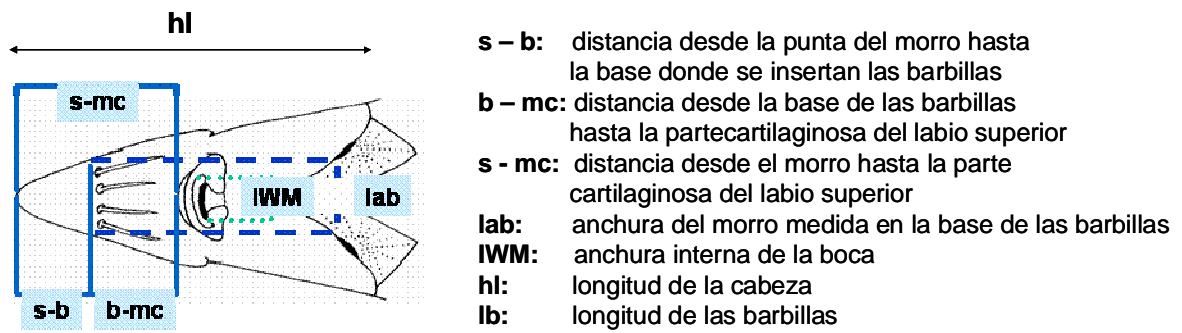 hl
s-mc
IWM
lab
s-b
b-mc
s – b: distancia desde la punta del morro hasta
la base donde se insertan las barbillas
b – mc: distancia desde la base de las barbillas
hasta la partecartilaginosa del labio superior
s - mc: distancia desde el morro hasta la parte
cartilaginosa del labio superior
lab: anchura del morro medida en la base de las barbillas
IWM: anchura interna de la boca
hl: longitud de la cabeza
lb: longitud de las barbillas